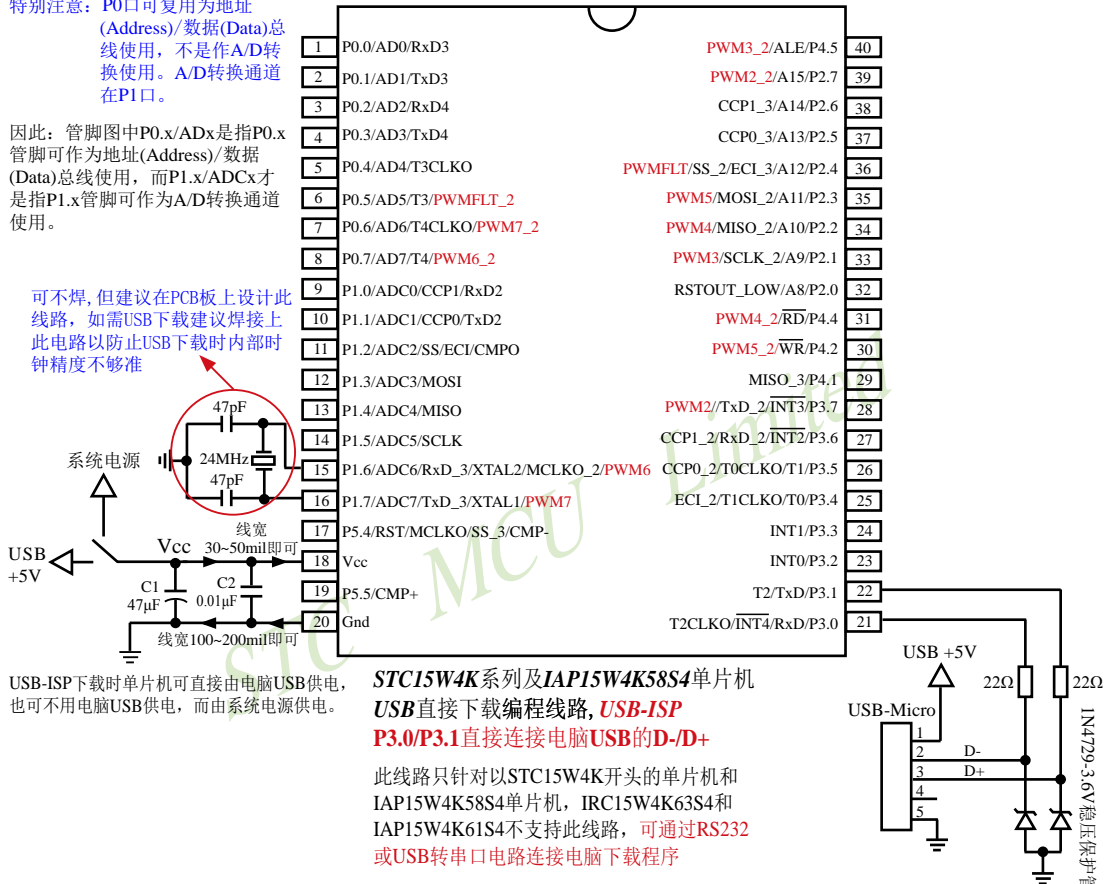 特别注意：P0口可复用为地址
(Address)/数据(Data)总
线使用，不是作A/D转
换使用。A/D转换通道
在P1口。
因此：管脚图中P0.x/ADx是指P0.x
管脚可作为地址(Address)/数据
(Data)总线使用，而P1.x/ADCx才
是指P1.x管脚可作为A/D转换通道
使用。
可不焊,但建议在PCB板上设计此
线路，如需USB下载建议焊接上
此电路以防止USB下载时内部时
钟精度不够准
47pF
24MHz
47pF
系统电源
USB
+5V
Vcc
线宽
30~50mil即可
C1
47μF
C2
0.01μF
线宽100~200mil即可
USB-ISP下载时单片机可直接由电脑USB供电，
也可不用电脑USB供电，而由系统电源供电。
1 P0.0/AD0/RxD3
2 P0.1/AD1/TxD3
3 P0.2/AD2/RxD4
4 P0.3/AD3/TxD4
5 P0.4/AD4/T3CLKO
6 P0.5/AD5/T3/PWMFLT_2
7 P0.6/AD6/T4CLKO/PWM7_2
8 P0.7/AD7/T4/PWM6_2
9 P1.0/ADC0/CCP1/RxD2
10 P1.1/ADC1/CCP0/TxD2
11 P1.2/ADC2/SS/ECI/CMPO
12 P1.3/ADC3/MOSI
13 P1.4/ADC4/MISO
14 P1.5/ADC5/SCLK
15 P1.6/ADC6/RxD_3/XTAL2/MCLKO_2/PWM6
16 P1.7/ADC7/TxD_3/XTAL1/PWM7
17 P5.4/RST/MCLKO/SS_3/CMP-
18 Vcc
19 P5.5/CMP+
20 Gnd
PWM3_2/ALE/P4.5 40
PWM2_2/A15/P2.7 39
CCP1_3/A14/P2.6 38
CCP0_3/A13/P2.5 37
PWMFLT/SS_2/ECI_3/A12/P2.4 36
PWM5/MOSI_2/A11/P2.3 35
PWM4/MISO_2/A10/P2.2 34
PWM3/SCLK_2/A9/P2.1 33
RSTOUT_LOW/A8/P2.0 32
PWM4_2/RD/P4.4 31
PWM5_2/WR/P4.2 30
MISO_3/P4.1 29
PWM2//TxD_2/INT3/P3.7 28
CCP1_2/RxD_2/INT2/P3.6 27
CCP0_2/T0CLKO/T1/P3.5 26
ECI_2/T1CLKO/T0/P3.4 25
INT1/P3.3 24
INT0/P3.2 23
T2/TxD/P3.1 22
T2CLKO/INT4/RxD/P3.0 21
STC MCU Limited
STC15W4K系列及IAP15W4K58S4单片机
USB直接下载编程线路, USB-ISP
P3.0/P3.1直接连接电脑USB的D-/D+
此线路只针对以STC15W4K开头的单片机和
IAP15W4K58S4单片机，IRC15W4K63S4和
IAP15W4K61S4不支持此线路，可通过RS232
或USB转串口电路连接电脑下载程序
USB +5V
22Ω
22Ω
USB-Micro
1
2 D-
3 D+
4
5
1N4729-3.6V稳压保护管